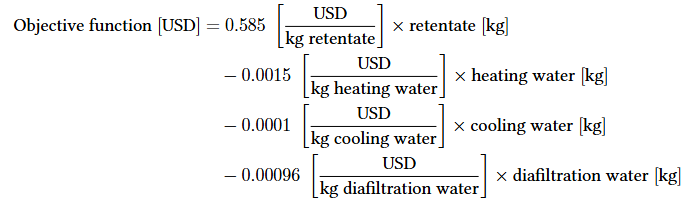 Objective function [USD] = 0.585 [USD / kg retentate] × retentate [kg]
− 0.0015 [USD / kg heating water] × heating water [kg]
− 0.0001 [USD / kg cooling water] × cooling water [kg]
− 0.00096 [USD / kg diafiltration water] × diafiltration water [kg]